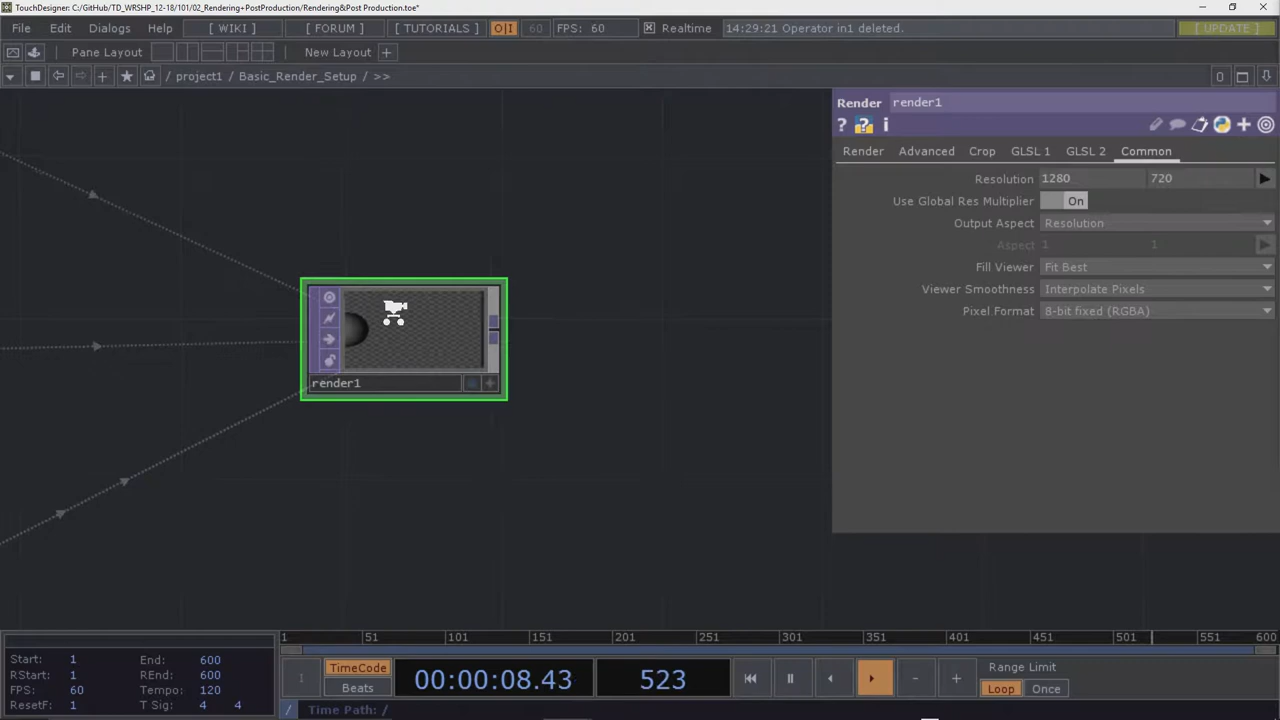 TouchDesigner: C:/GitHub/TD_WRSHP_12-18/101/02_Rendering+PostProduction/Rendering&Post Production.toe*
File Edit Dialogs Help [ WIKI ] [ FORUM ] [ TUTORIALS ] O|I 60 FPS: 60 Realtime 14:29:21 Operator in1 deleted. [ UPDATE ]
Pane Layout New Layout +
/ project1 / Basic_Render_Setup / >> 0
Render render1
? ? i
Render Advanced Crop GLSL 1 GLSL 2 Common
Resolution 1280 720
Use Global Res Multiplier On
Output Aspect Resolution
Aspect 1 1
Fill Viewer Fit Best
Viewer Smoothness Interpolate Pixels
Pixel Format 8-bit fixed (RGBA)
render1
1 51 101 151 201 251 301 351 401 451 501 551 600
Start: 1 End: 600
RStart: 1 REnd: 600
FPS: 60 Tempo: 120
ResetF: 1 T Sig: 4 4
1 TimeCode Beats 00:00:08.43 523 - + Range Limit
Loop Once
/ Time Path: /